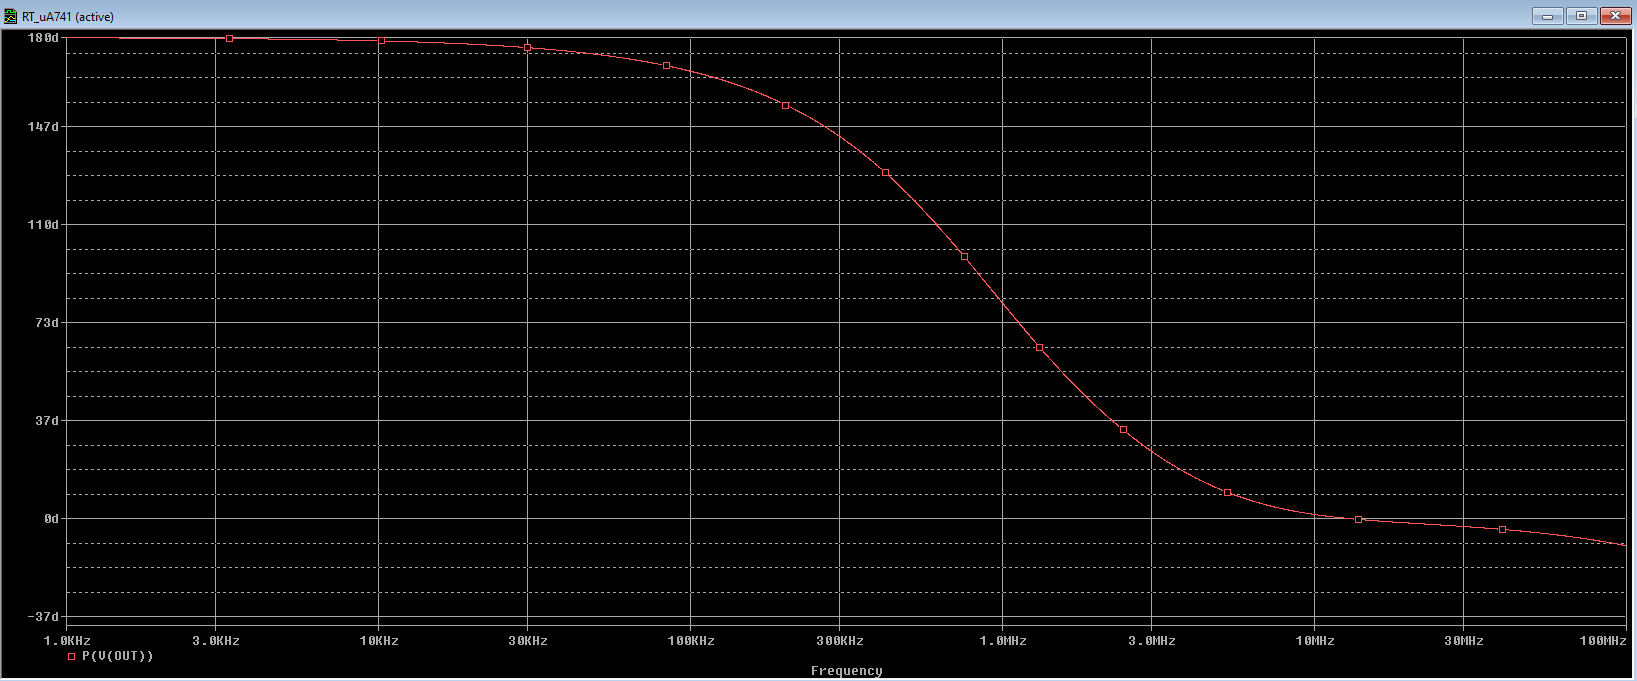 RT_uA741 (active)
180d
147d
110d
73d
37d
0d
-37d
1.0KHz 3.0KHz 10KHz 30KHz 100KHz 300KHz 1.0MHz 3.0MHz 10MHz 30MHz 100MHz
P(V(OUT))
Frequency